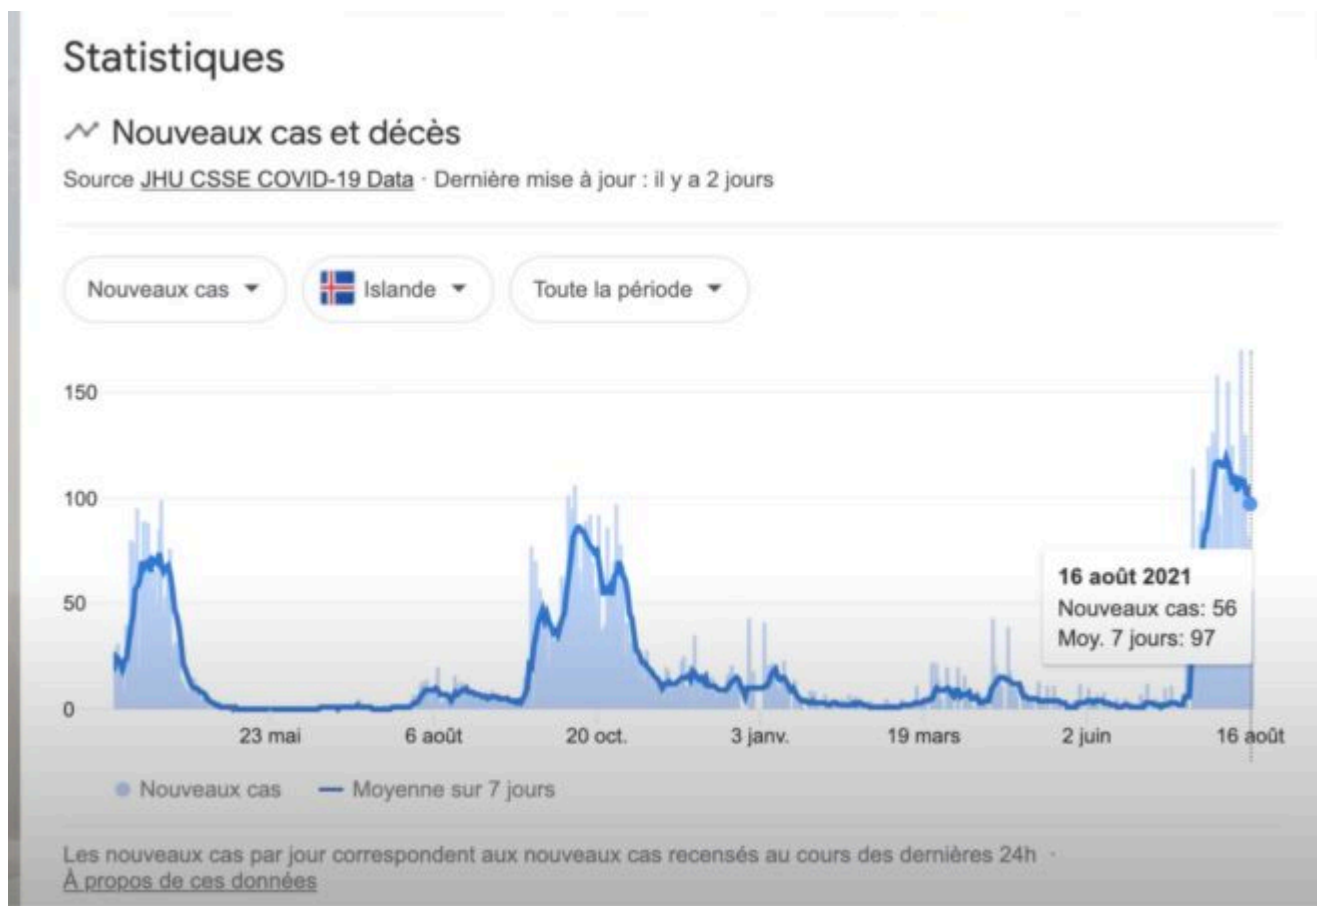 Statistiques
Nouveaux cas et décès
Source JHU CSSE COVID-19 Data · Dernière mise à jour : il y a 2 jours
Nouveaux cas
Islande
Toute la période
150
100
50
0
16 août 2021
Nouveaux cas: 56
Moy. 7 jours: 97
23 mai
6 août
20 oct.
3 janv.
19 mars
2 juin
16 août
Nouveaux cas
Moyenne sur 7 jours
Les nouveaux cas par jour correspondent aux nouveaux cas recensés au cours des dernières 24h ·
À propos de ces données